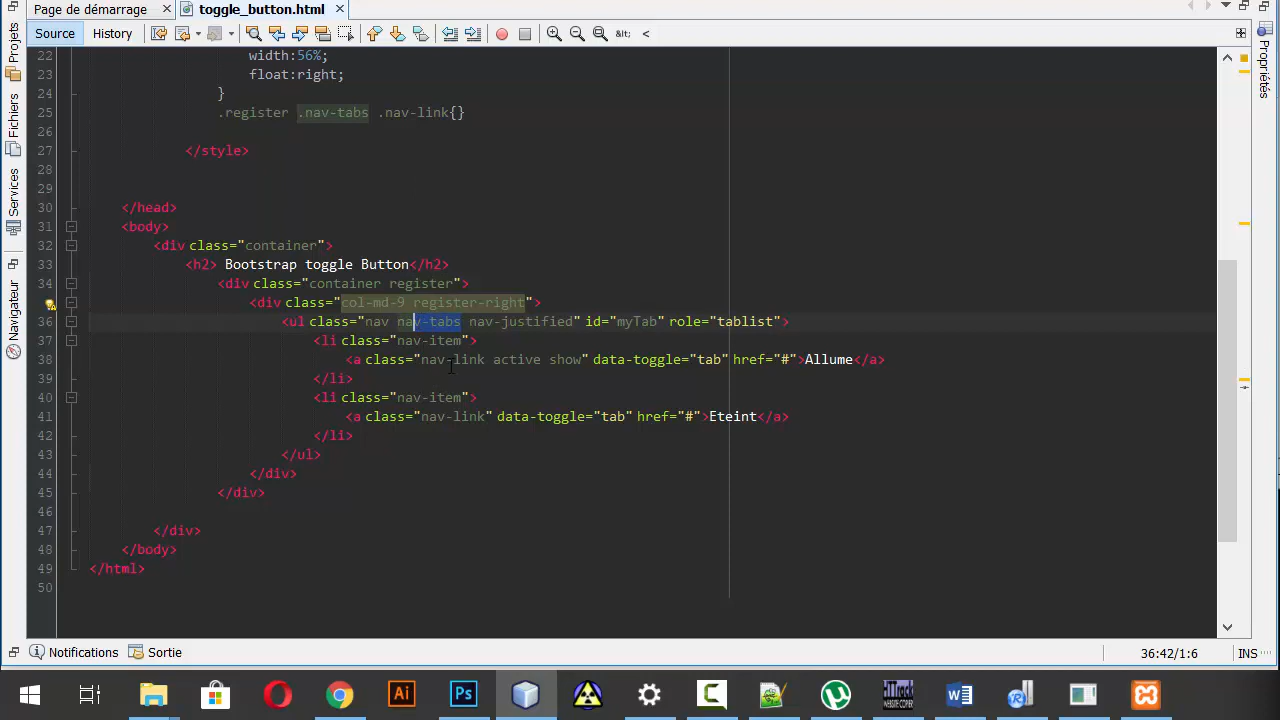 Page de démarrage × toggle_button.html ×
Source History
&lt; <
22 width:56%;
23 float:right;
24 }
25 .register .nav-tabs .nav-link{}
26
27 </style>
28
29
30 </head>
31 <body>
32 <div class="container">
33 <h2> Bootstrap toggle Button</h2>
34 <div class="container register">
35 <div class="col-md-9 register-right">
36 <ul class="nav nav-tabs nav-justified" id="myTab" role="tablist">
37 <li class="nav-item">
38 <a class="nav-link active show" data-toggle="tab" href="#">Allume</a>
39 </li>
40 <li class="nav-item">
41 <a class="nav-link" data-toggle="tab" href="#">Eteint</a>
42 </li>
43 </ul>
44 </div>
45 </div>
46
47 </div>
48 </body>
49 </html>
50
Projets
Fichiers
Services
Navigateur
Propriétés
Notifications Sortie
36:42/1:6 INS
Ai Ps